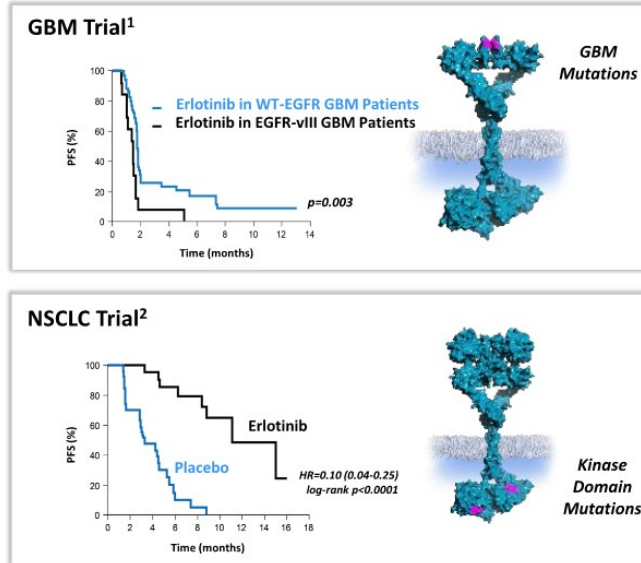 GBM Trial¹
PFS (%)
100
80
60
40
20
0
Erlotinib in WT-EGFR GBM Patients
Erlotinib in EGFR-vIII GBM Patients
p=0.003
0 2 4 6 8 10 12 14
Time (months)
GBM
Mutations
NSCLC Trial²
PFS (%)
100
80
60
40
20
0
Erlotinib
Placebo
HR=0.10 (0.04-0.25)
log-rank p<0.0001
0 2 4 6 8 10 12 14 16 18
Time (months)
Kinase
Domain
Mutations